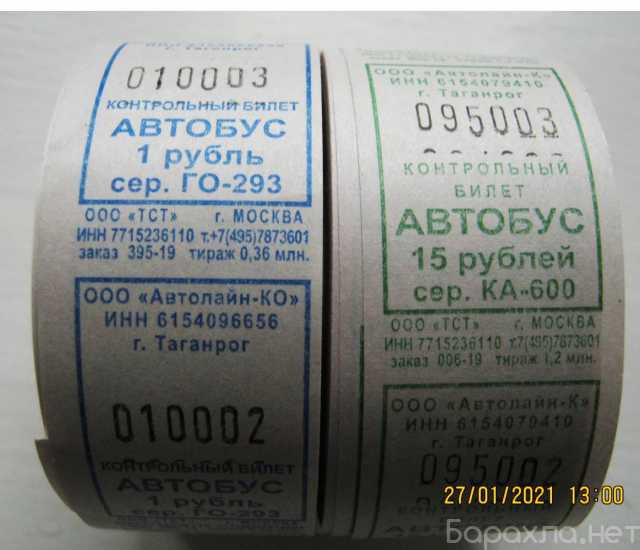 г. Таганрог
010003
КОНТРОЛЬНЫЙ БИЛЕТ
АВТОБУС
1 рубль
сер. ГО-293
ООО «ТСТ» г. МОСКВА
ИНН 7715236110 т.+7(495)7873601
заказ 395-19 тираж 0,36 млн.
ООО «Автолайн-КО»
ИНН 6154096656
г. Таганрог
010002
КОНТРОЛЬНЫЙ БИЛЕТ
АВТОБУС
1 рубль
сер. ГО-293
ООО «Автолайн-К»
ИНН 6154079410
г. Таганрог
095003
КОНТРОЛЬНЫЙ
БИЛЕТ
АВТОБУС
15 рублей
сер. КА-600
ООО «ТСТ» г. МОСКВА
ИНН 7715236110 т.+7(495)7873601
заказ 006-19 тираж 1,2 млн.
ООО «Автолайн-К»
ИНН 6154079410
г. Таганрог
095002
КОНТРОЛЬНЫЙ
27/01/2021 13:00
Барахла.нет